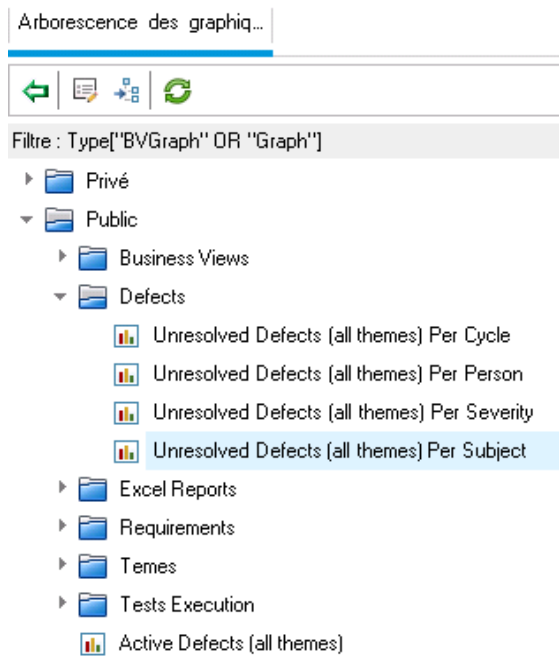 Arborescence des graphiq...
Filtre : Type["BVGraph" OR "Graph"]
Privé
Public
Business Views
Defects
Unresolved Defects (all themes) Per Cycle
Unresolved Defects (all themes) Per Person
Unresolved Defects (all themes) Per Severity
Unresolved Defects (all themes) Per Subject
Excel Reports
Requirements
Temes
Tests Execution
Active Defects (all themes)